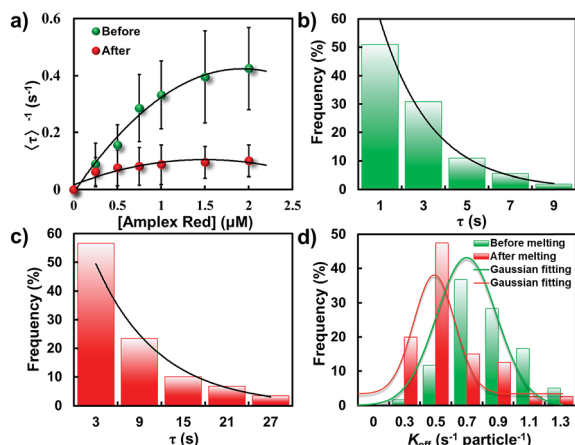 a)
0.8
Before
After
⟨τ⟩ ⁻¹ (s⁻¹)
0.4
0
0 0.5 1 1.5 2 2.5
[Amplex Red] (µM)
b)
Frequency (%)
60
50
40
30
20
10
0
1 3 5 7 9
τ (s)
c)
Frequency (%)
60
50
40
30
20
10
0
3 9 15 21 27
τ (s)
d)
Frequency (%)
50
40
30
20
10
0
Before melting
After melting
Gaussian fitting
Gaussian fitting
0 0.3 0.5 0.7 0.9 1.1 1.3
Keff (s⁻¹ particle⁻¹)